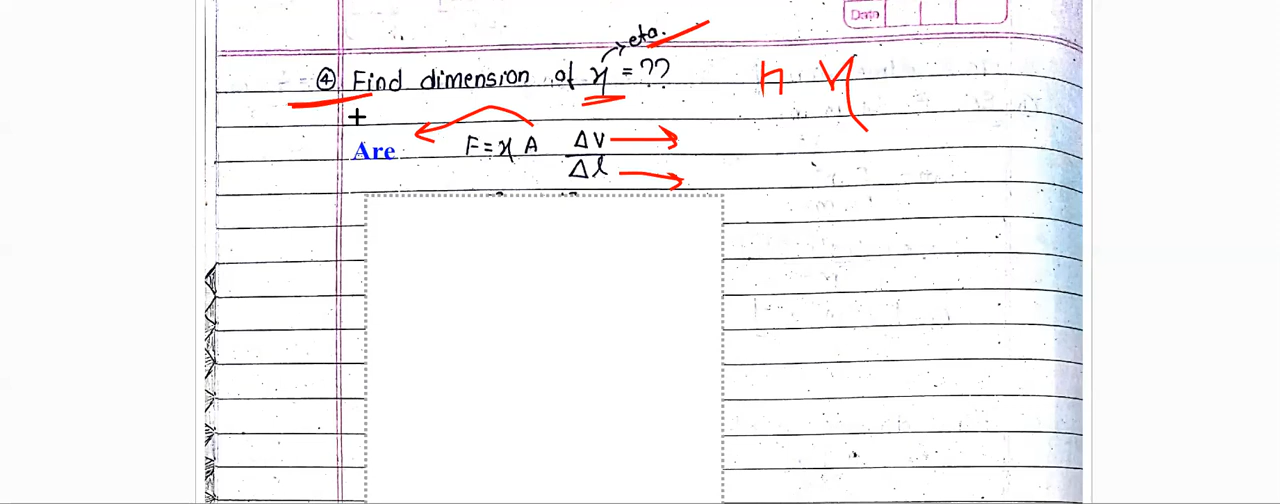 Date
eta.
④ Find dimension of η = ??
n η
+
Are
F = η A Δv / Δl